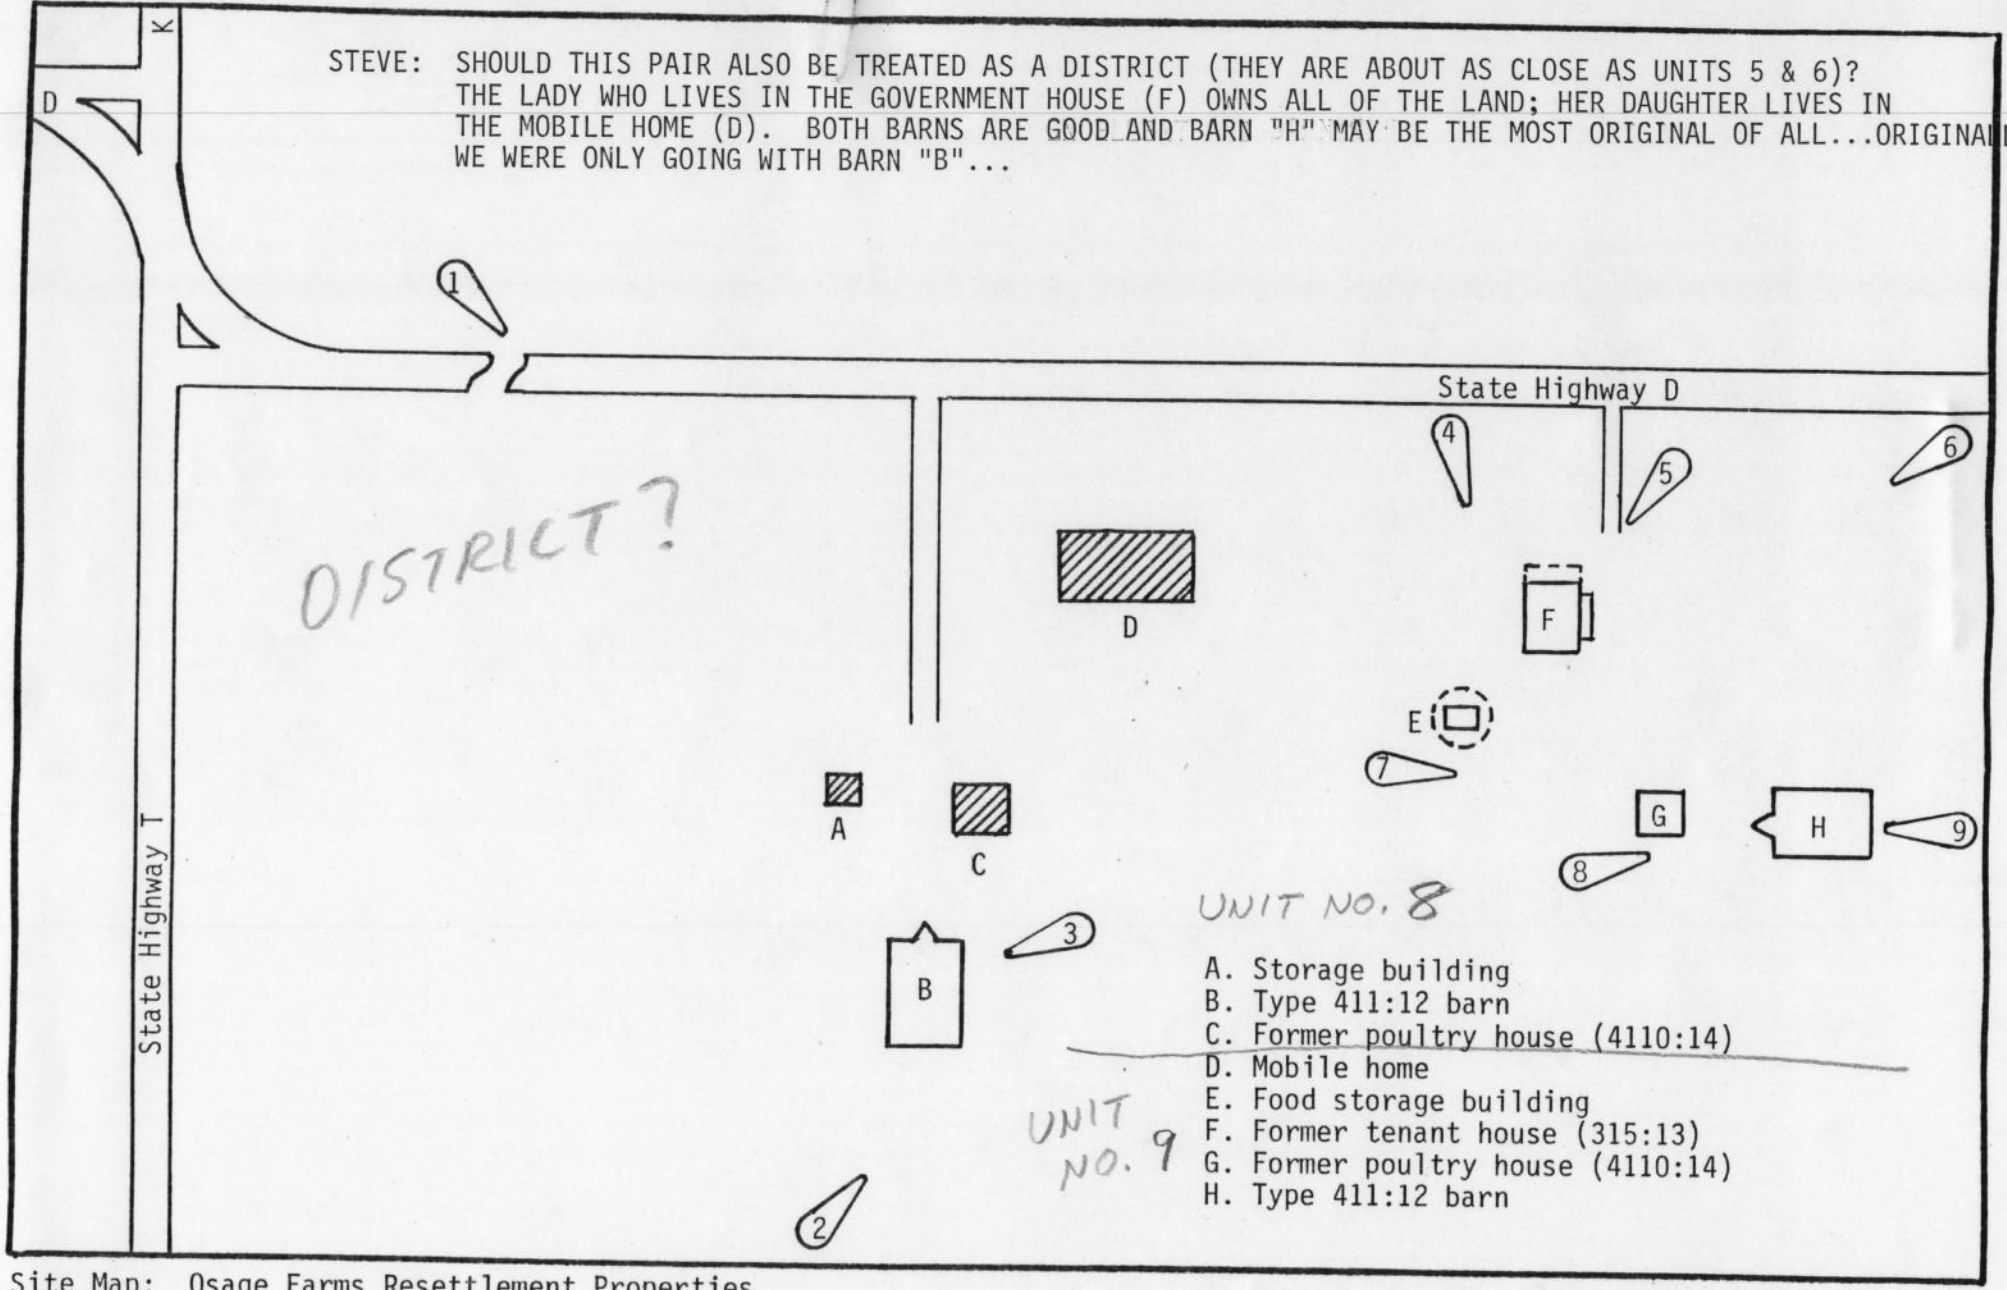 K
STEVE: SHOULD THIS PAIR ALSO BE TREATED AS A DISTRICT (THEY ARE ABOUT AS CLOSE AS UNITS 5 & 6)?
D
THE LADY WHO LIVES IN THE GOVERNMENT HOUSE (F) OWNS ALL OF THE LAND; HER DAUGHTER LIVES IN
THE MOBILE HOME (D). BOTH BARNS ARE GOOD AND BARN "H" MAY BE THE MOST ORIGINAL OF ALL...ORIGINAL
WE WERE ONLY GOING WITH BARN "B"...
1
State Highway D
4
5
6
DISTRICT?
D
F
E
7
A
C
G
H
9
8
State Highway T
UNIT NO. 8
3
B
A. Storage building
B. Type 411:12 barn
C. Former poultry house (4110:14)
D. Mobile home
E. Food storage building
F. Former tenant house (315:13)
G. Former poultry house (4110:14)
H. Type 411:12 barn
UNIT
NO. 9
2
Site Map: Osage Farms Resettlement Properties